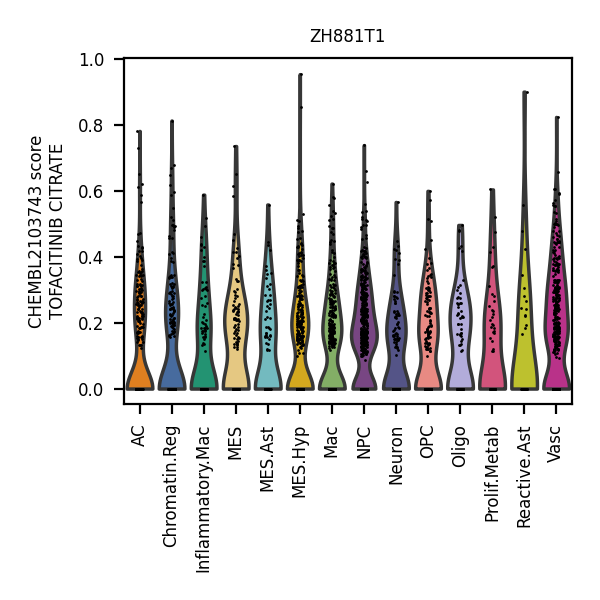 ZH881T1
CHEMBL2103743 score
TOFACITINIB CITRATE
1.0
0.8
0.6
0.4
0.2
0.0
AC
Chromatin.Reg
Inflammatory.Mac
MES
MES.Ast
MES.Hyp
Mac
NPC
Neuron
OPC
Oligo
Prolif.Metab
Reactive.Ast
Vasc